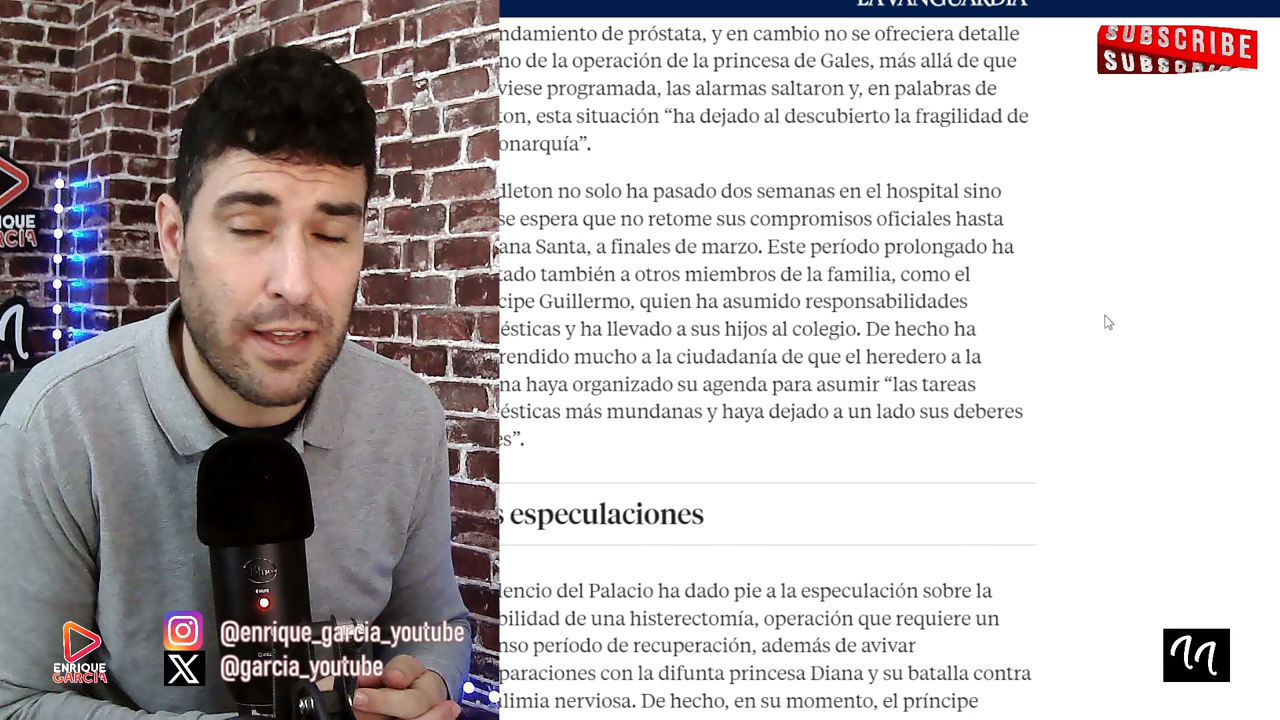 LA VANGUARDIA
ndamiento de próstata, y en cambio no se ofreciera detalle
no de la operación de la princesa de Gales, más allá de que
viese programada, las alarmas saltaron y, en palabras de
ton, esta situación “ha dejado al descubierto la fragilidad de
onarquía”.
dleton no solo ha pasado dos semanas en el hospital sino
se espera que no retome sus compromisos oficiales hasta
ana Santa, a finales de marzo. Este período prolongado ha
tado también a otros miembros de la familia, como el
cipe Guillermo, quien ha asumido responsabilidades
ésticas y ha llevado a sus hijos al colegio. De hecho ha
rendido mucho a la ciudadanía de que el heredero a la
na haya organizado su agenda para asumir “las tareas
ésticas más mundanas y haya dejado a un lado sus deberes
es”.
s especulaciones
lencio del Palacio ha dado pie a la especulación sobre la
bilidad de una histerectomía, operación que requiere un
nso período de recuperación, además de avivar
paraciones con la difunta princesa Diana y su batalla contra
limia nerviosa. De hecho, en su momento, el príncipe
SUBSCRIBE
SUBSCRIBE
RIQUE
GARCIA
@enrique_garcia_youtube
@garcia_youtube
ENRIQUE
GARCIA